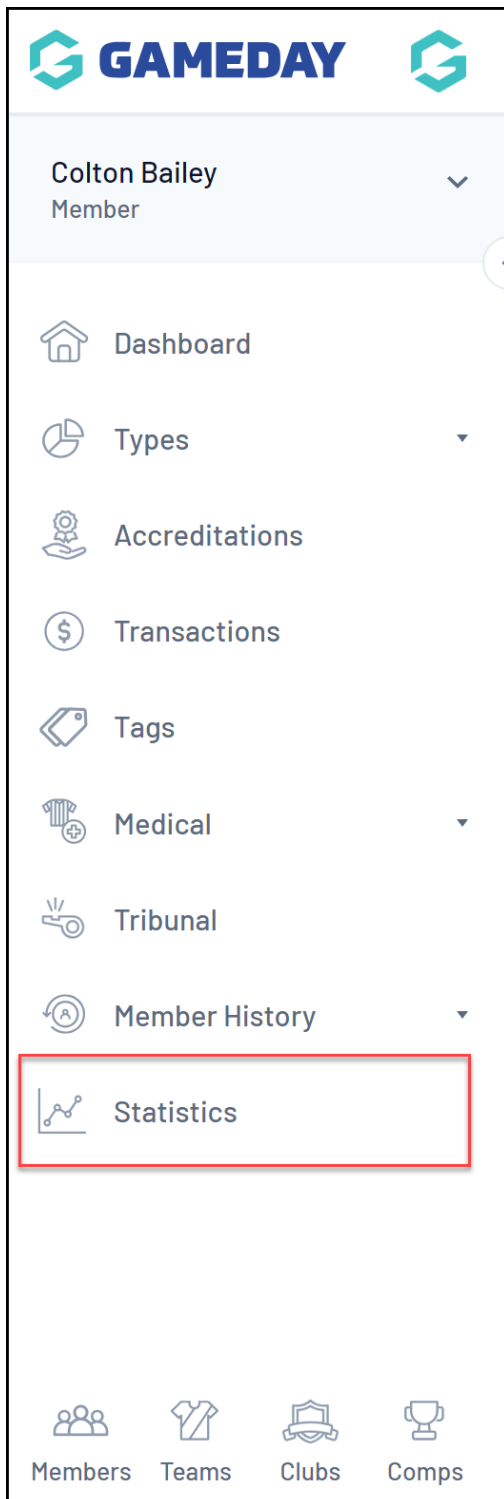 GAMEDAY
Colton Bailey
Member
Dashboard
Types
Accreditations
Transactions
Tags
Medical
Tribunal
Member History
Statistics
Members Teams Clubs Comps